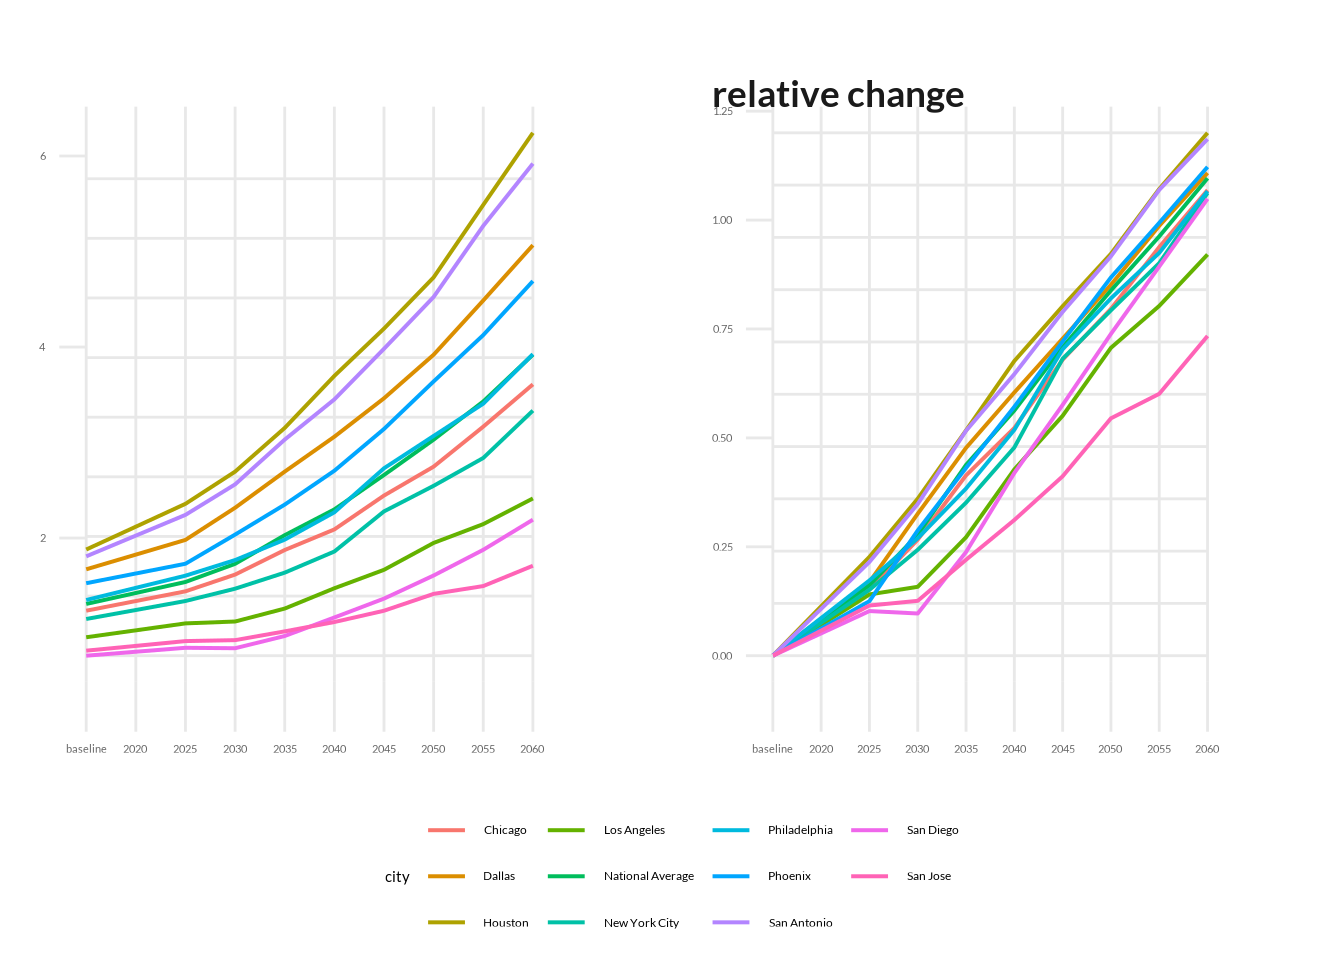 relative change
6
4
2
baseline 2020 2025 2030 2035 2040 2045 2050 2055 2060
1.25
1.00
0.75
0.50
0.25
0.00
baseline 2020 2025 2030 2035 2040 2045 2050 2055 2060
city
Chicago Los Angeles Philadelphia San Diego
Dallas National Average Phoenix San Jose
Houston New York City San Antonio